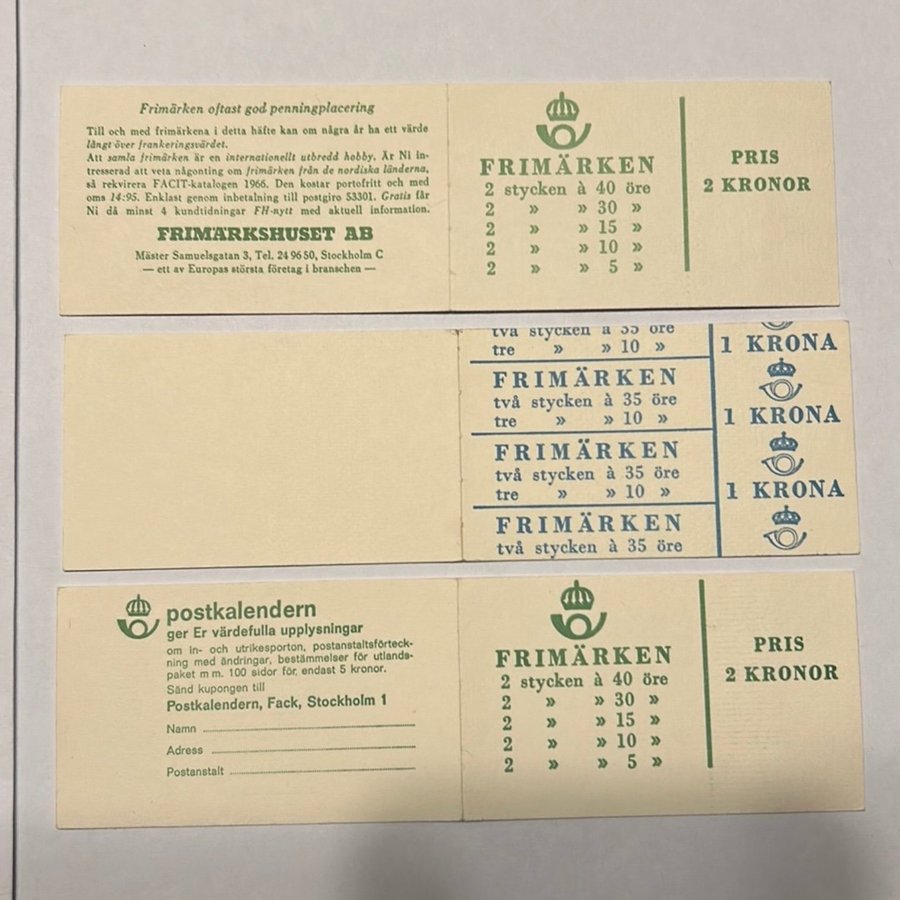 Frimärken oftast god penningplacering
Till och med frimärkena i detta häfte kan om några år ha ett värde
långt över frankeringsvärdet.
Att samla frimärken är en internationellt utbredd hobby. Är Ni in-
tresserad att veta någonting om frimärken från de nordiska länderna,
så rekvirera FACIT-katalogen 1966. Den kostar portofritt och med
oms 14:95. Enklast genom inbetalning till postgiro 53301. Gratis får
Ni då minst 4 kundtidningar FH-nytt med aktuell information.
FRIMÄRKSHUSET AB
Mäster Samuelsgatan 3, Tel. 24 96 50, Stockholm C
— ett av Europas största företag i branschen —
FRIMÄRKEN
2 stycken à 40 öre
2 » » 30 »
2 » » 15 »
2 » » 10 »
2 » » 5 »
PRIS
2 KRONOR
två stycken à 35 öre
tre » » 10 »
FRIMÄRKEN
två stycken à 35 öre
tre » » 10 »
FRIMÄRKEN
två stycken à 35 öre
tre » » 10 »
FRIMÄRKEN
två stycken à 35 öre
1 KRONA
1 KRONA
1 KRONA
postkalendern
ger Er värdefulla upplysningar
om in- och utrikesporton, postanstaltsförteck-
ning med ändringar, bestämmelser för utlands-
paket m m. 100 sidor för endast 5 kronor.
Sänd kupongen till
Postkalendern, Fack, Stockholm 1
Namn
Adress
Postanstalt
FRIMÄRKEN
2 stycken à 40 öre
2 » » 30 »
2 » » 15 »
2 » » 10 »
2 » » 5 »
PRIS
2 KRONOR